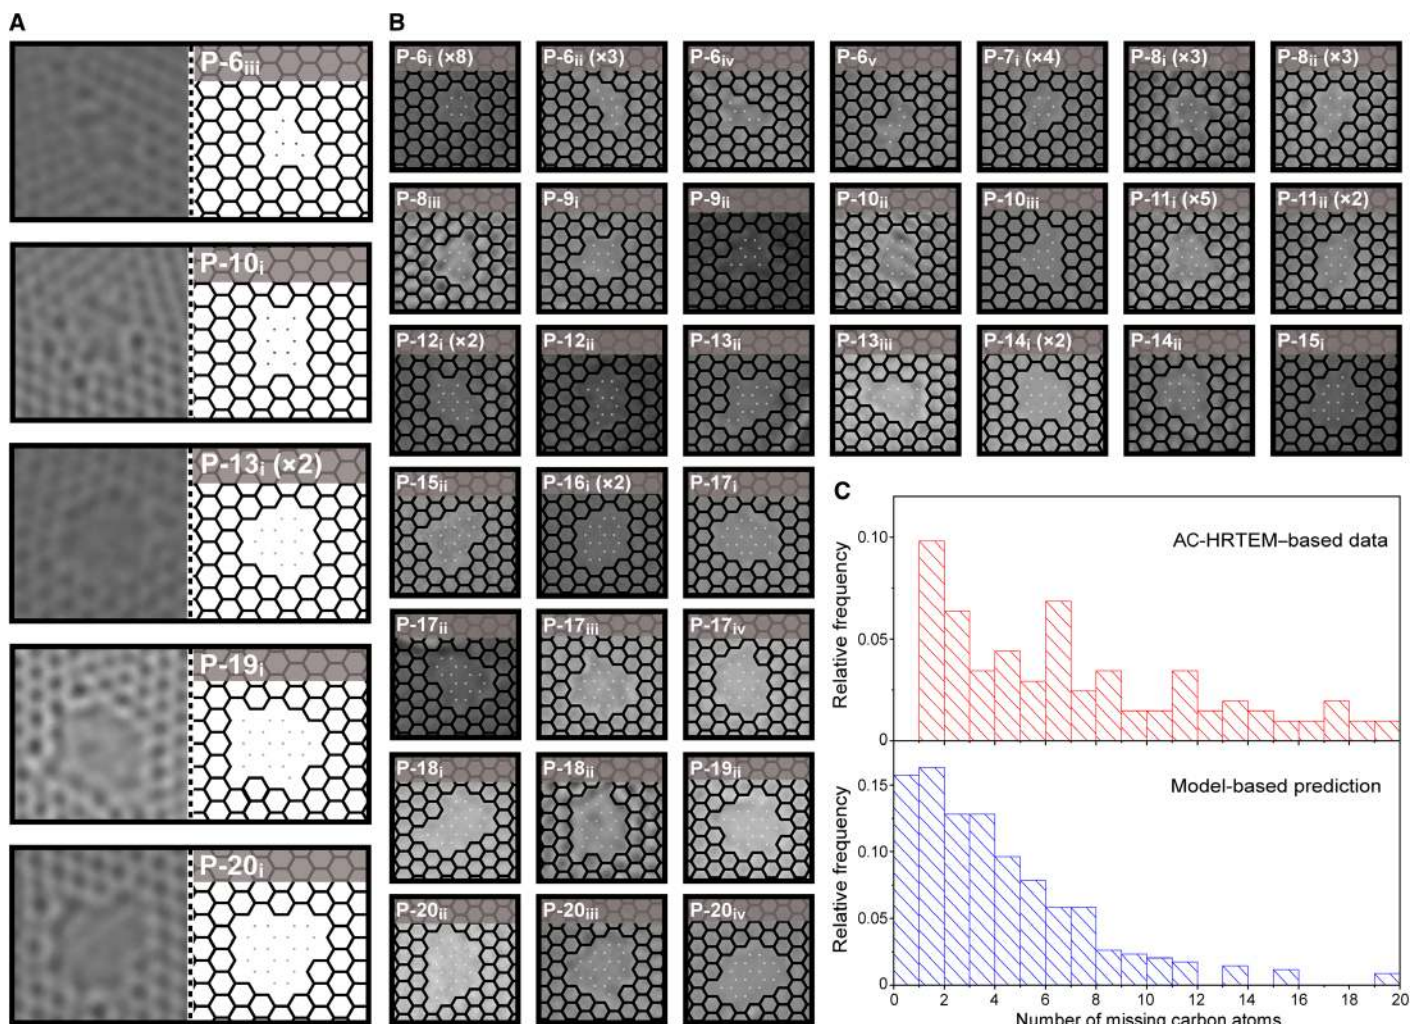 A
P-6iii
P-10i
P-13i (×2)
P-19i
P-20i
B
P-6i (×8) P-6ii (×3) P-6iv P-6v P-7i (×4) P-8i (×3) P-8ii (×3)
P-8iii P-9i P-9ii P-10ii P-10iii P-11i (×5) P-11ii (×2)
P-12i (×2) P-12ii P-13ii P-13iii P-14i (×2) P-14ii P-15i
P-15ii P-16i (×2) P-17i
P-17ii P-17iii P-17iv
P-18i P-18ii P-19ii
P-20ii P-20iii P-20iv
C
AC-HRTEM–based data
Relative frequency
0.10
0.05
0
Model-based prediction
Relative frequency
0.15
0.10
0.05
0
0 2 4 6 8 10 12 14 16 18 20
Number of missing carbon atoms